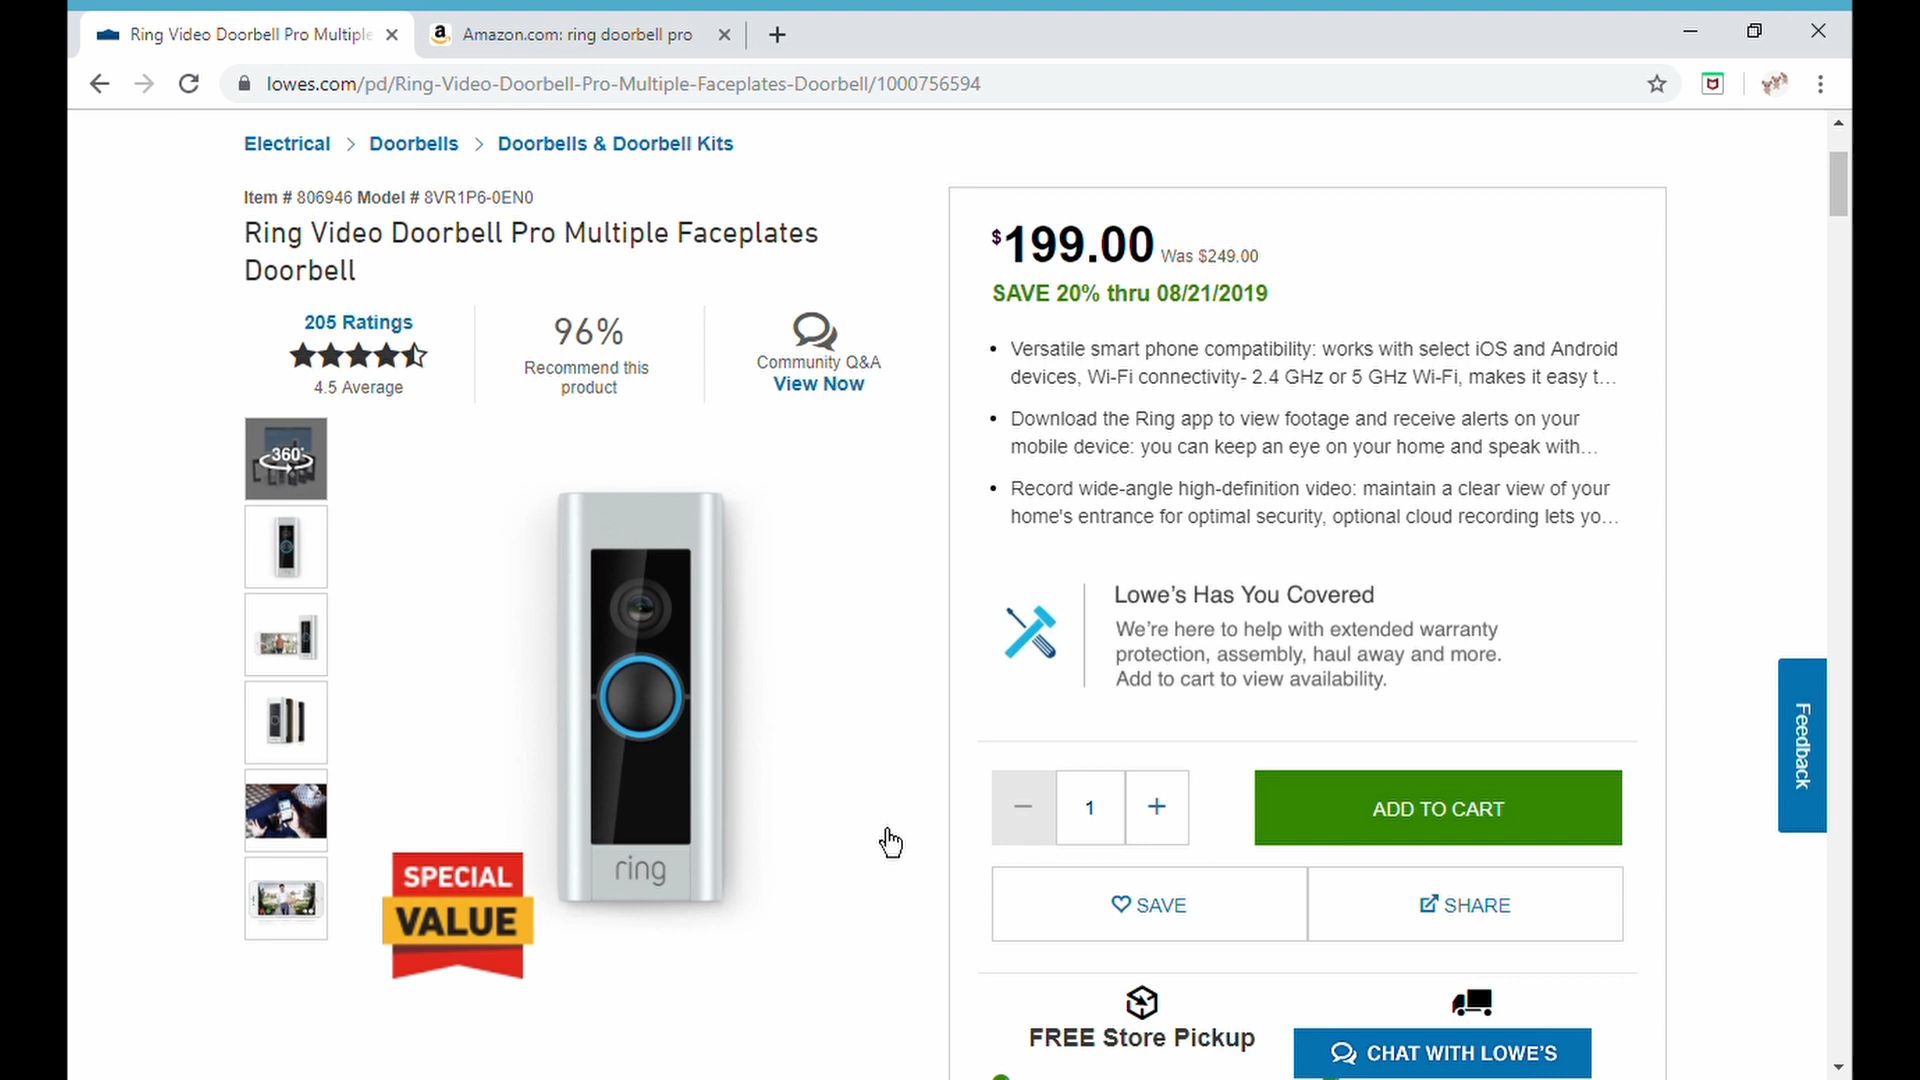 Ring Video Doorbell Pro Multiple
Amazon.com: ring doorbell pro
lowes.com/pd/Ring-Video-Doorbell-Pro-Multiple-Faceplates-Doorbell/1000756594
Electrical > Doorbells > Doorbells & Doorbell Kits
Item # 806946 Model # 8VR1P6-0EN0
Ring Video Doorbell Pro Multiple Faceplates
Doorbell
205 Ratings
4.5 Average
96%
Recommend this
product
Community Q&A
View Now
360°
ring
SPECIAL
VALUE
$199.00 Was $249.00
SAVE 20% thru 08/21/2019
• Versatile smart phone compatibility: works with select iOS and Android
devices, Wi-Fi connectivity- 2.4 GHz or 5 GHz Wi-Fi, makes it easy t...
• Download the Ring app to view footage and receive alerts on your
mobile device: you can keep an eye on your home and speak with...
• Record wide-angle high-definition video: maintain a clear view of your
home's entrance for optimal security, optional cloud recording lets yo...
Lowe's Has You Covered
We're here to help with extended warranty
protection, assembly, haul away and more.
Add to cart to view availability.
− 1 +
ADD TO CART
SAVE
SHARE
FREE Store Pickup
CHAT WITH LOWE'S
Feedback